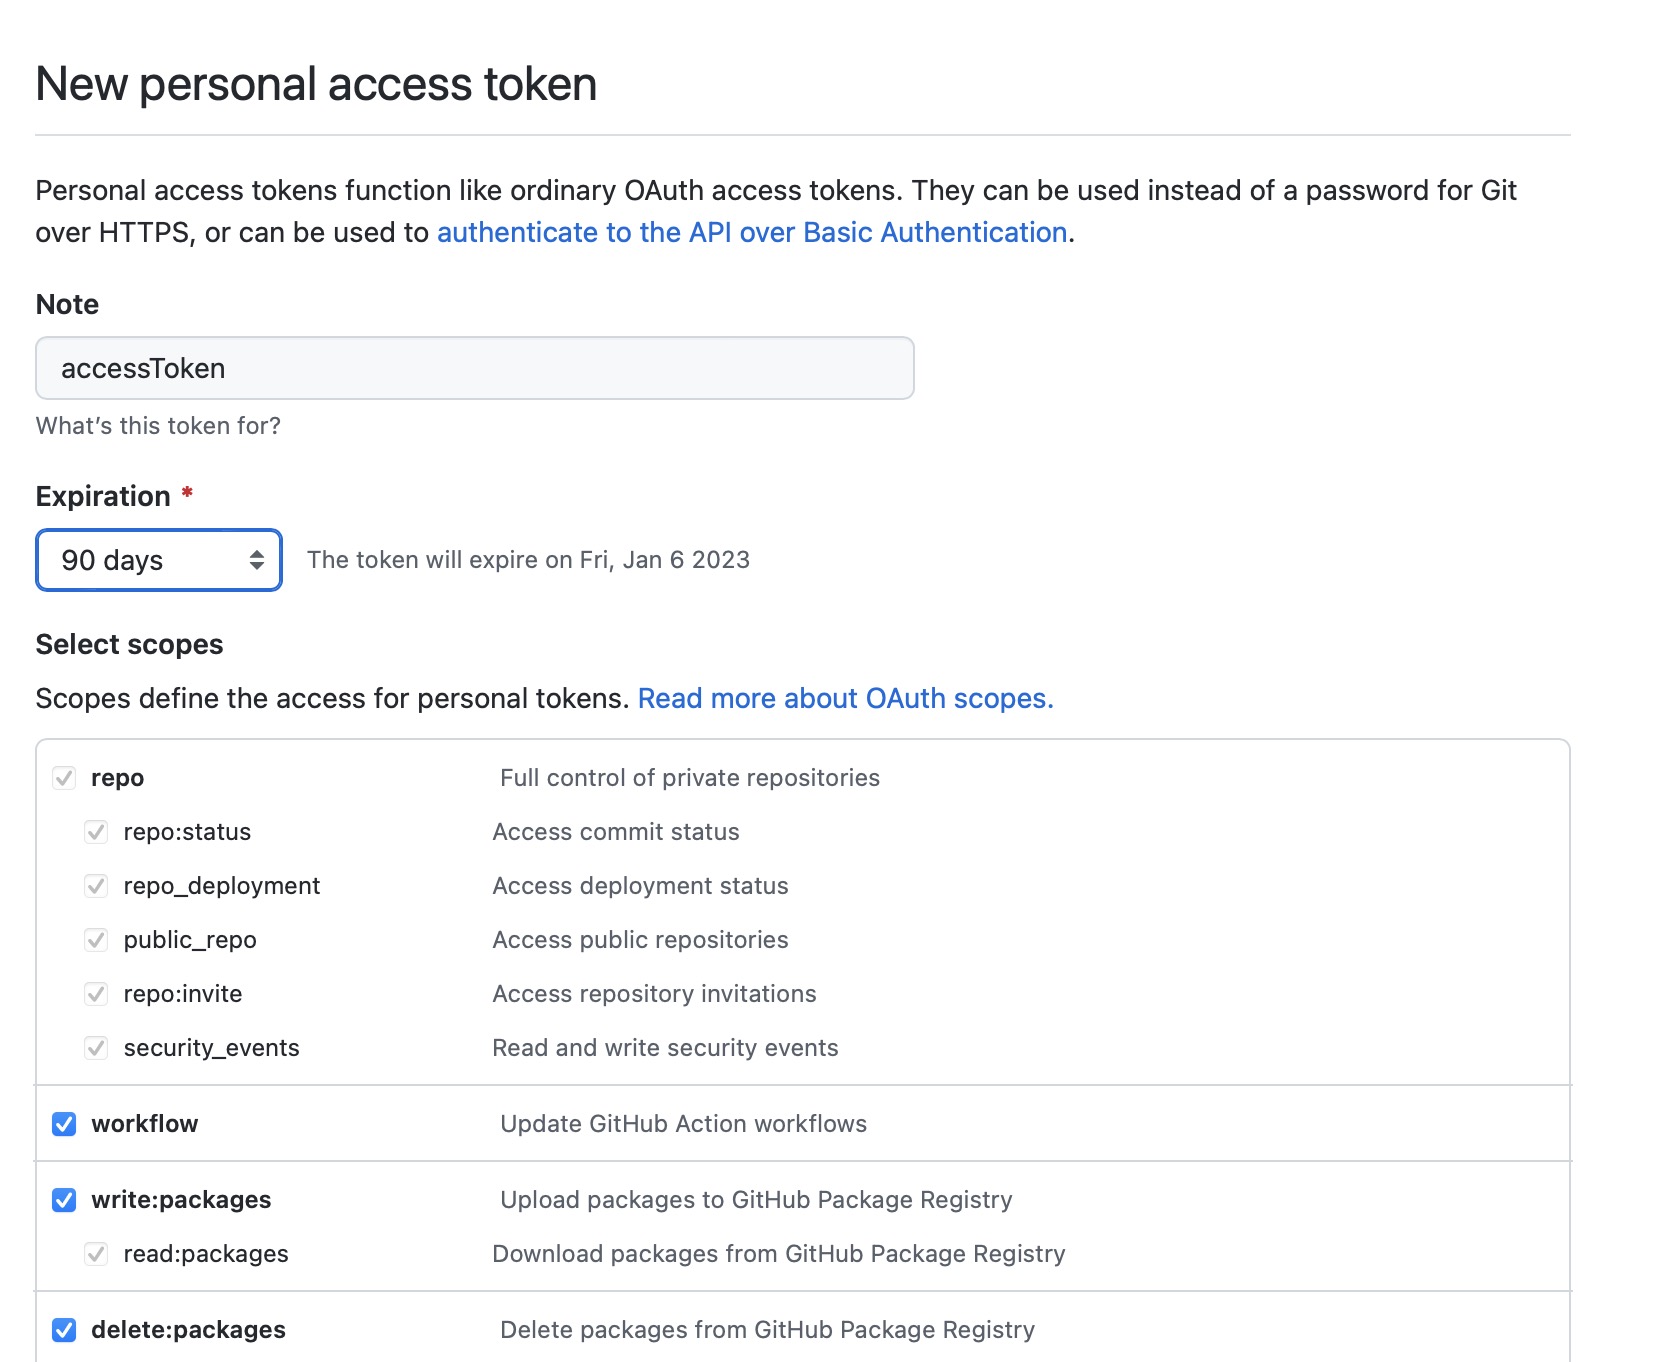 New personal access token
Personal access tokens function like ordinary OAuth access tokens. They can be used instead of a password for Git
over HTTPS, or can be used to authenticate to the API over Basic Authentication.
Note
accessToken
What’s this token for?
Expiration *
90 days The token will expire on Fri, Jan 6 2023
Select scopes
Scopes define the access for personal tokens. Read more about OAuth scopes.
repo Full control of private repositories
repo:status Access commit status
repo_deployment Access deployment status
public_repo Access public repositories
repo:invite Access repository invitations
security_events Read and write security events
workflow Update GitHub Action workflows
write:packages Upload packages to GitHub Package Registry
read:packages Download packages from GitHub Package Registry
delete:packages Delete packages from GitHub Package Registry